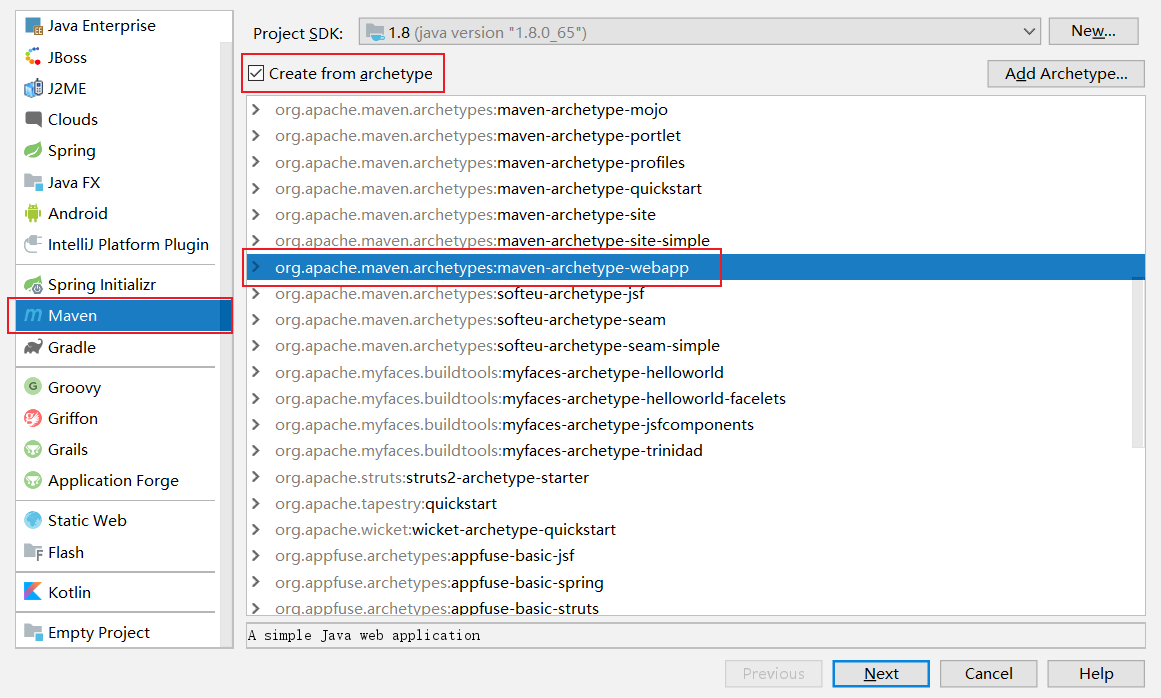 Java Enterprise
JBoss
J2ME
Clouds
Spring
Java FX
Android
IntelliJ Platform Plugin
Spring Initializr
Maven
Gradle
Groovy
Griffon
Grails
Application Forge
Static Web
Flash
Kotlin
Empty Project
Project SDK: 1.8 (java version "1.8.0_65") New...
Create from archetype Add Archetype...
org.apache.maven.archetypes:maven-archetype-mojo
org.apache.maven.archetypes:maven-archetype-portlet
org.apache.maven.archetypes:maven-archetype-profiles
org.apache.maven.archetypes:maven-archetype-quickstart
org.apache.maven.archetypes:maven-archetype-site
org.apache.maven.archetypes:maven-archetype-site-simple
org.apache.maven.archetypes:maven-archetype-webapp
org.apache.maven.archetypes:softeu-archetype-jsf
org.apache.maven.archetypes:softeu-archetype-seam
org.apache.maven.archetypes:softeu-archetype-seam-simple
org.apache.myfaces.buildtools:myfaces-archetype-helloworld
org.apache.myfaces.buildtools:myfaces-archetype-helloworld-facelets
org.apache.myfaces.buildtools:myfaces-archetype-jsfcomponents
org.apache.myfaces.buildtools:myfaces-archetype-trinidad
org.apache.struts:struts2-archetype-starter
org.apache.tapestry:quickstart
org.apache.wicket:wicket-archetype-quickstart
org.appfuse.archetypes:appfuse-basic-jsf
org.appfuse.archetypes:appfuse-basic-spring
org.appfuse.archetypes:appfuse-basic-struts
A simple Java web application
Previous Next Cancel Help